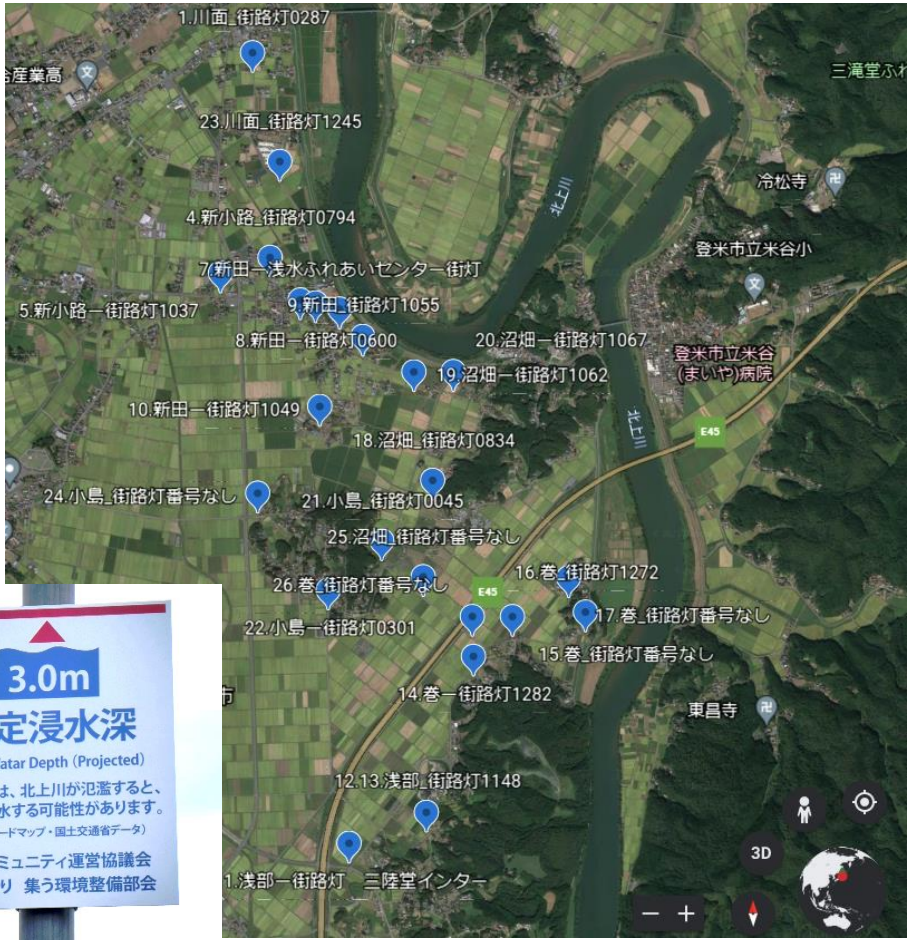 1.川面_街路灯0287
合産業高
三滝堂ふれ
23.川面_街路灯1245
冷松寺
北上川
4.新小路_街路灯0794
登米市立米谷小
7.新田ー浅水ふれあいセンター街灯
5.新小路ー街路灯1037
9.新田_街路灯1055
8.新田ー街路灯0600
20.沼畑ー街路灯1067
登米市立米谷
(まいや)病院
19.沼畑ー街路灯1062
10.新田ー街路灯1049
北上川
E45
18.沼畑_街路灯0834
24.小島_街路灯番号なし
21.小島_街路灯0045
25.沼畑_街路灯番号なし
16.巻_街路灯1272
26.巻_街路灯番号なし
E45
17.巻_街路灯番号なし
22.小島ー街路灯0301
15.巻_街路灯番号なし
市
14.巻ー街路灯1282
東昌寺
12.13.浅部_街路灯1148
1.浅部ー街路灯 三陸堂インター
3D
3.0m
定浸水深
atar Depth (Projected)
は、北上川が氾濫すると、
水する可能性があります。
ードマップ・国土交通省データ)
ミュニティ運営協議会
り 集う環境整備部会